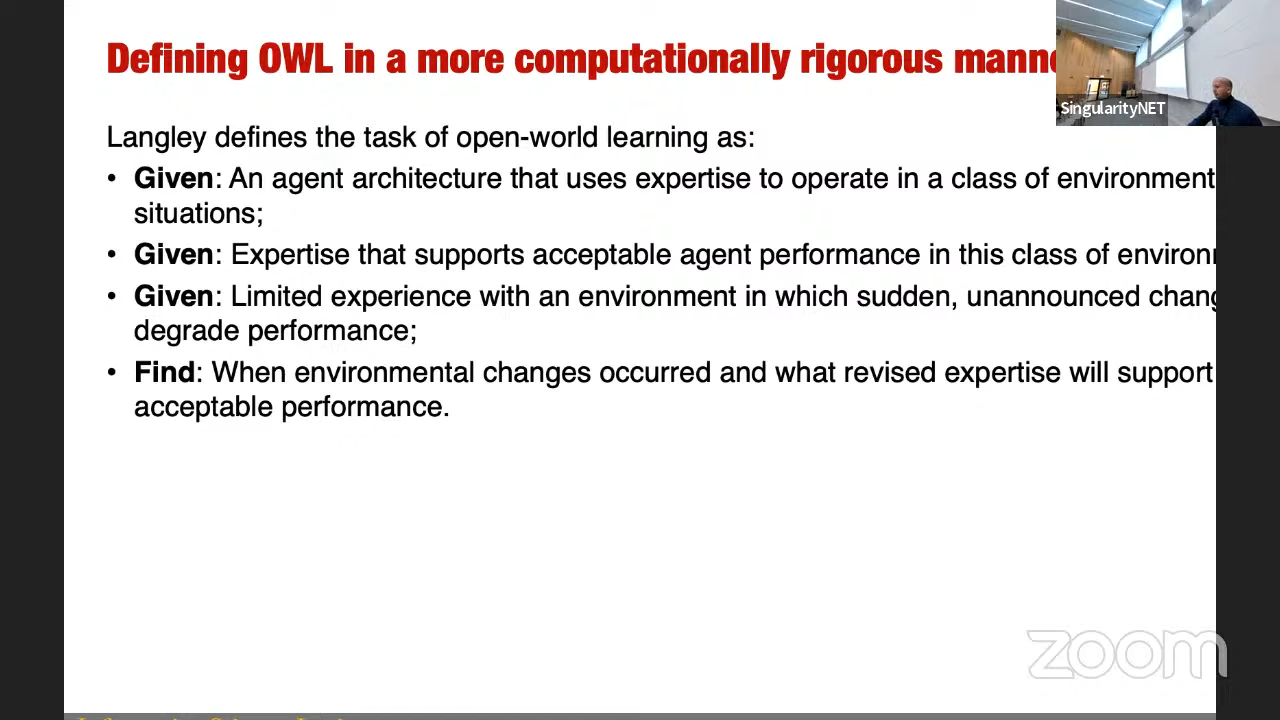 Defining OWL in a more computationally rigorous
SingularityNET
Langley defines the task of open-world learning as:
• Given: An agent architecture that uses expertise to operate in a class of environment
situations;
• Given: Expertise that supports acceptable agent performance in this class of
• Given: Limited experience with an environment in which sudden, unannounced
degrade performance;
• Find: When environmental changes occurred and what revised expertise will support
acceptable performance.
zoom